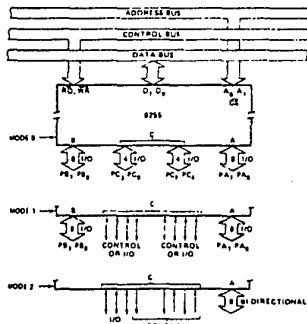 ADDRESS BUS
CONTROL BUS
DATA BUS
RD, WR D7 D0 A0 A1
CS
8255
MODE 0
B C A
8 I/O 4 I/O 4 I/O 8 I/O
PB7 PB0 PC3 PC0 PC7 PC4 PA7 PA0
MODE 1
B C A
8 I/O 8 I/O
PB7 PB0 CONTROL CONTROL PA7 PA0
OR I/O OR I/O
MODE 2
C A
8 BIDIRECTIONAL
I/O